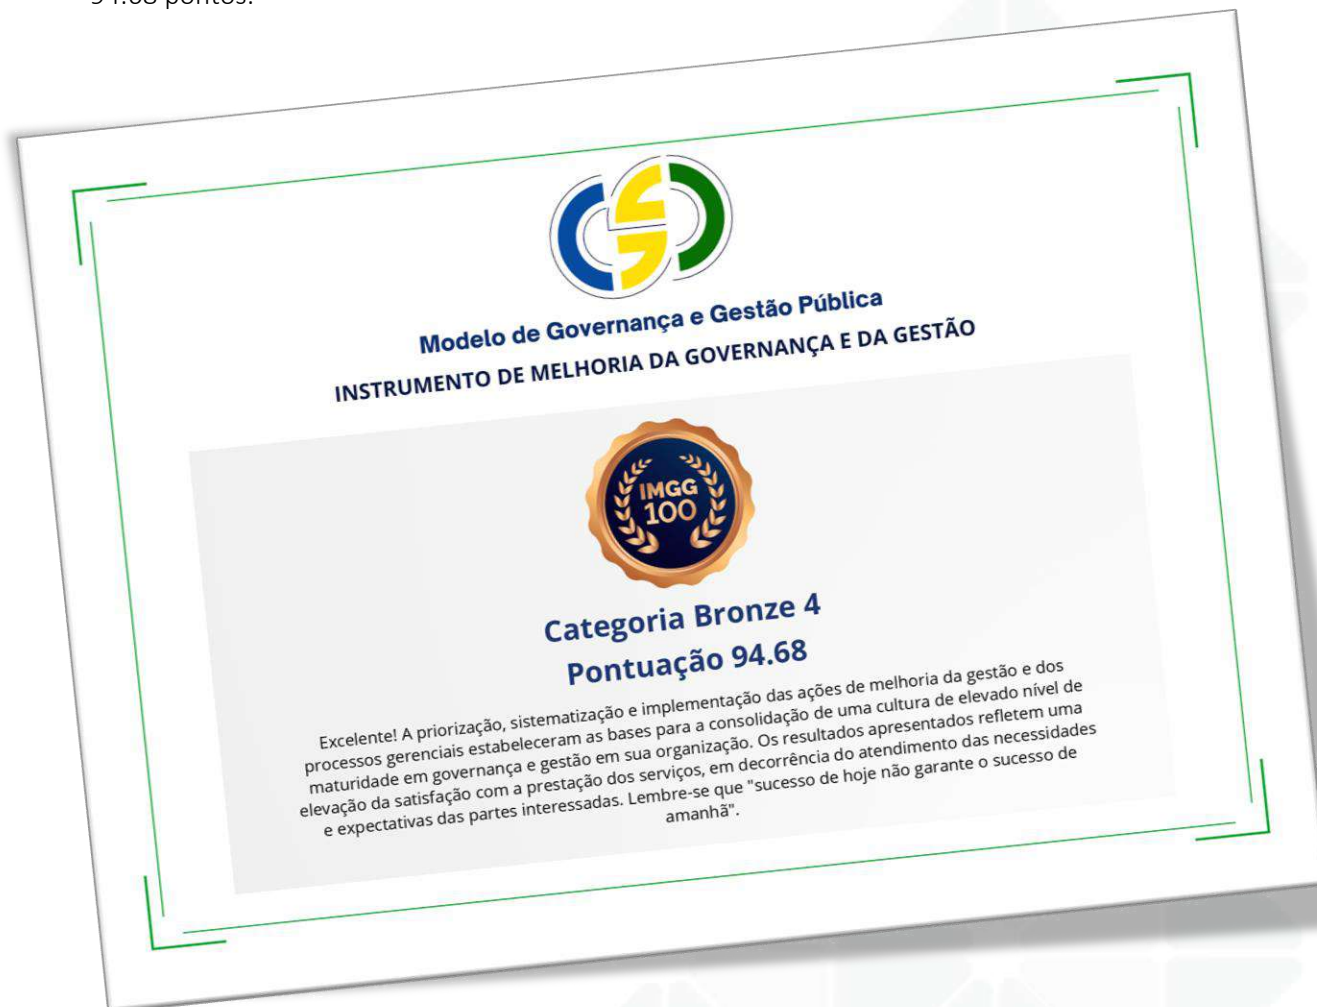 94.68 pontos.
Modelo de Governança e Gestão Pública
INSTRUMENTO DE MELHORIA DA GOVERNANÇA E DA GESTÃO
IMGG
100
Categoria Bronze 4
Pontuação 94.68
Excelente! A priorização, sistematização e implementação das ações de melhoria da gestão e dos
processos gerenciais estabeleceram as bases para a consolidação de uma cultura de elevado nível de
maturidade em governança e gestão em sua organização. Os resultados apresentados refletem uma
elevação da satisfação com a prestação dos serviços, em decorrência do atendimento das necessidades
e expectativas das partes interessadas. Lembre-se que "sucesso de hoje não garante o sucesso de
amanhã".